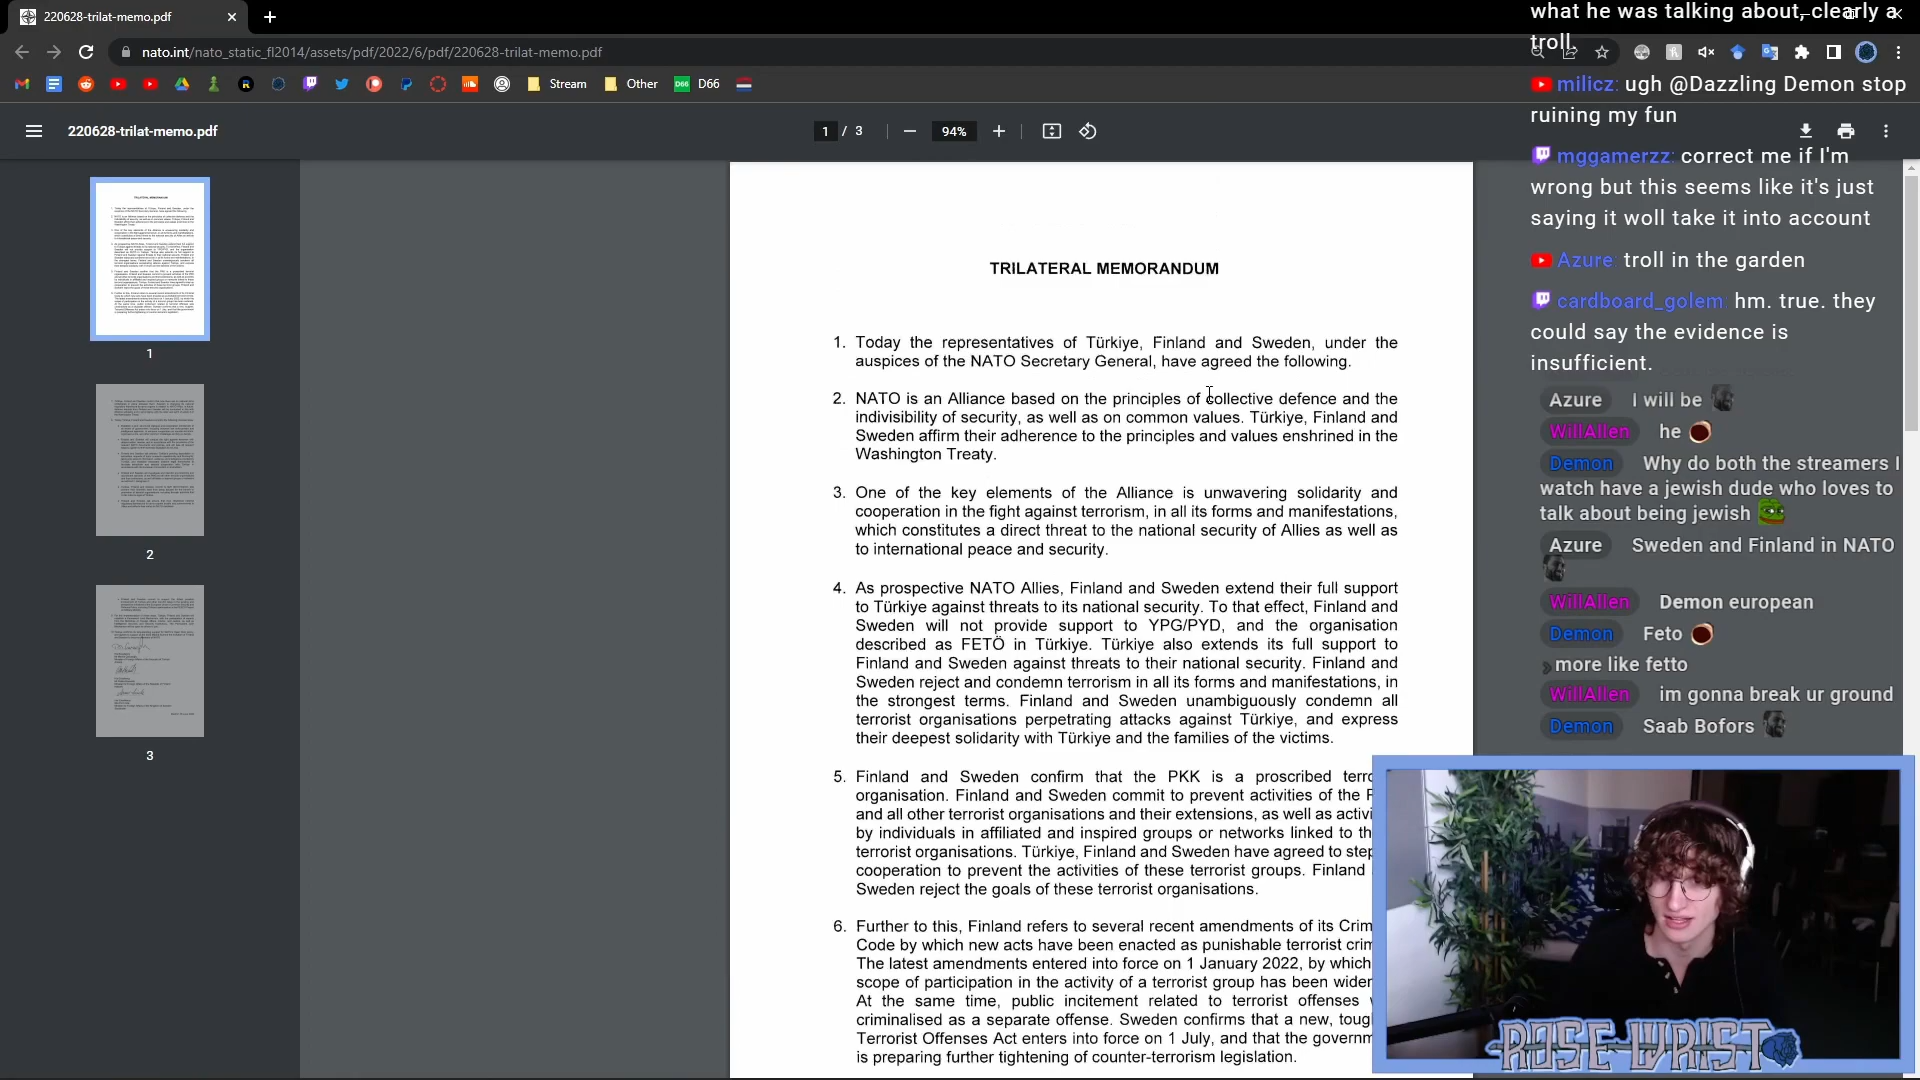 220628-trilat-memo.pdf
nato.int/nato_static_fl2014/assets/pdf/2022/6/pdf/220628-trilat-memo.pdf
Stream
Other
D66
D66
220628-trilat-memo.pdf
1 / 3
94%
1
2
3
TRILATERAL MEMORANDUM
1. Today the representatives of Türkiye, Finland and Sweden, under the
auspices of the NATO Secretary General, have agreed the following.
2. NATO is an Alliance based on the principles of collective defence and the
indivisibility of security, as well as on common values. Türkiye, Finland and
Sweden affirm their adherence to the principles and values enshrined in the
Washington Treaty.
3. One of the key elements of the Alliance is unwavering solidarity and
cooperation in the fight against terrorism, in all its forms and manifestations,
which constitutes a direct threat to the national security of Allies as well as
to international peace and security.
4. As prospective NATO Allies, Finland and Sweden extend their full support
to Türkiye against threats to its national security. To that effect, Finland and
Sweden will not provide support to YPG/PYD, and the organisation
described as FETÖ in Türkiye. Türkiye also extends its full support to
Finland and Sweden against threats to their national security. Finland and
Sweden reject and condemn terrorism in all its forms and manifestations, in
the strongest terms. Finland and Sweden unambiguously condemn all
terrorist organisations perpetrating attacks against Türkiye, and express
their deepest solidarity with Türkiye and the families of the victims.
5. Finland and Sweden confirm that the PKK is a proscribed terro
organisation. Finland and Sweden commit to prevent activities of the
and all other terrorist organisations and their extensions, as well as activi
by individuals in affiliated and inspired groups or networks linked to th
terrorist organisations. Türkiye, Finland and Sweden have agreed to step
cooperation to prevent the activities of these terrorist groups. Finland
Sweden reject the goals of these terrorist organisations.
6. Further to this, Finland refers to several recent amendments of its Crim
Code by which new acts have been enacted as punishable terrorist crim
The latest amendments entered into force on 1 January 2022, by which
scope of participation in the activity of a terrorist group has been wider
At the same time, public incitement related to terrorist offenses
criminalised as a separate offense. Sweden confirms that a new, toug
Terrorist Offenses Act enters into force on 1 July, and that the governm
is preparing further tightening of counter-terrorism legislation.
what he was talking about, clearly a
troll.
milicz: ugh @Dazzling Demon stop
ruining my fun
mggamerzz: correct me if I'm
wrong but this seems like it's just
saying it woll take it into account
Azure: troll in the garden
cardboard_golem: hm. true. they
could say the evidence is
insufficient.
Azure I will be
WillAllen he
Demon Why do both the streamers I
watch have a jewish dude who loves to
talk about being jewish
Azure Sweden and Finland in NATO
WillAllen Demon european
Demon Feto
more like fetto
WillAllen im gonna break ur ground
Demon Saab Bofors
ROSE WRIST